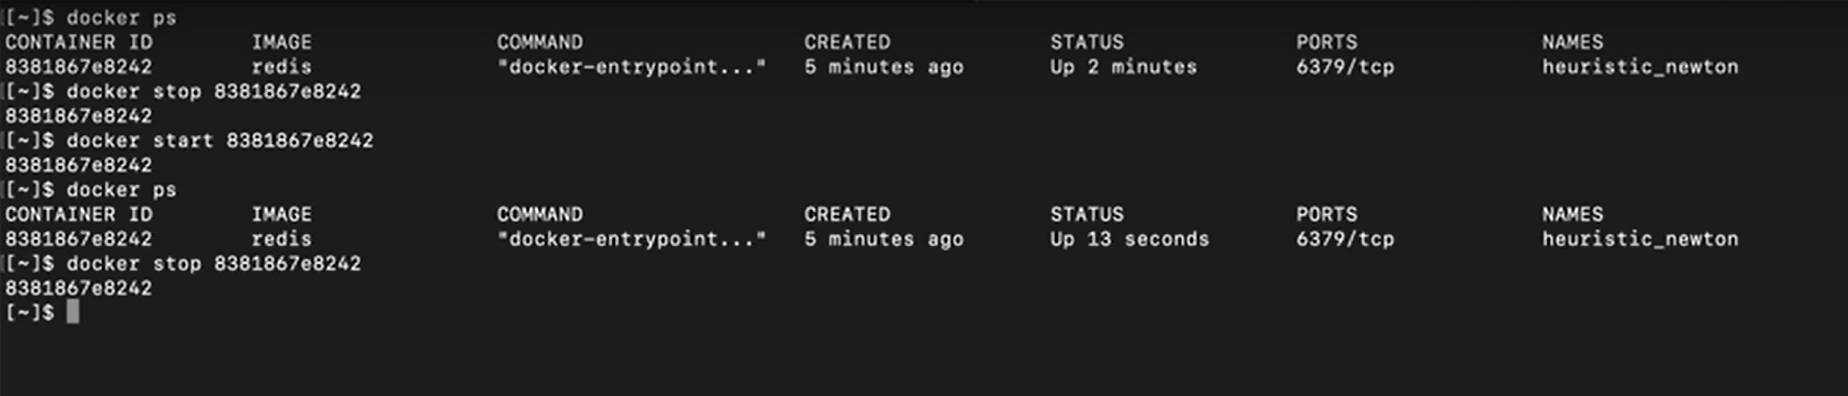 [~]$ docker ps
CONTAINER ID IMAGE COMMAND CREATED STATUS PORTS NAMES
8381867e8242 redis "docker-entrypoint..." 5 minutes ago Up 2 minutes 6379/tcp heuristic_newton
[~]$ docker stop 8381867e8242
8381867e8242
[~]$ docker start 8381867e8242
8381867e8242
[~]$ docker ps
CONTAINER ID IMAGE COMMAND CREATED STATUS PORTS NAMES
8381867e8242 redis "docker-entrypoint..." 5 minutes ago Up 13 seconds 6379/tcp heuristic_newton
[~]$ docker stop 8381867e8242
8381867e8242
[~]$